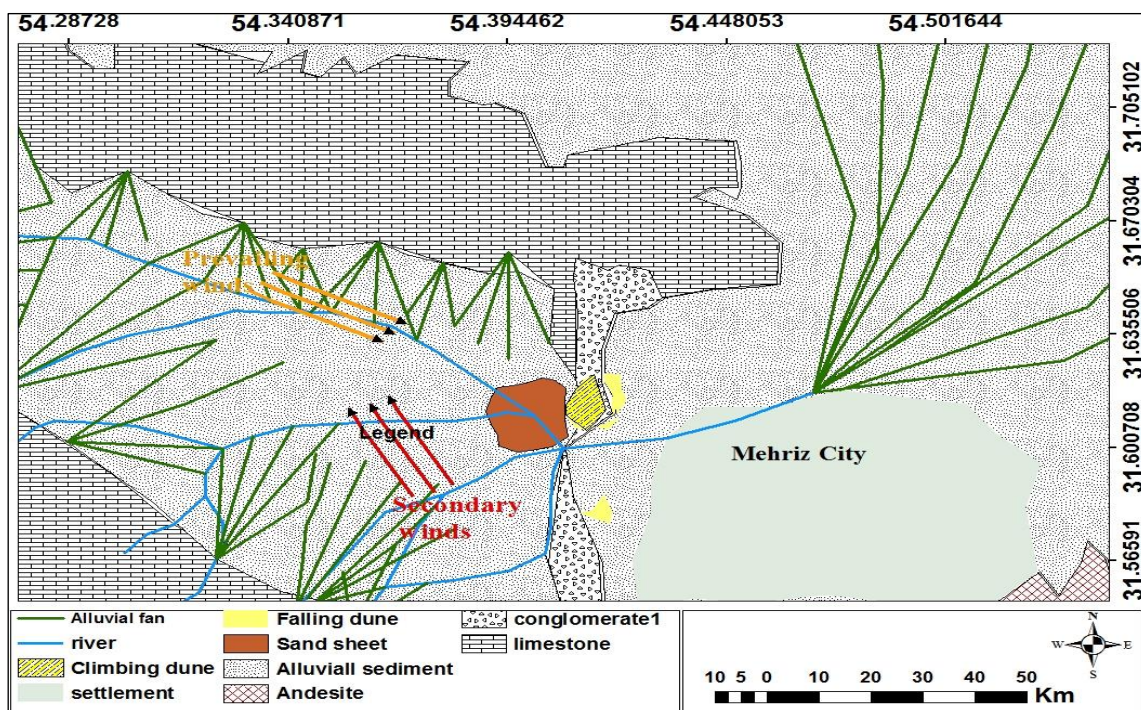 54.28728 54.340871 54.394462 54.448053 54.501644
31.705102
31.670304
31.635506
31.600708
31.56591
Prevailing
winds
Legend
Secondary
winds
Mehriz City
Alluvial fan
river
Climbing dune
settlement
Falling dune
Sand sheet
Alluviall sediment
Andesite
conglomerate1
limestone
N
W E
S
10 5 0 10 20 30 40 50
Km